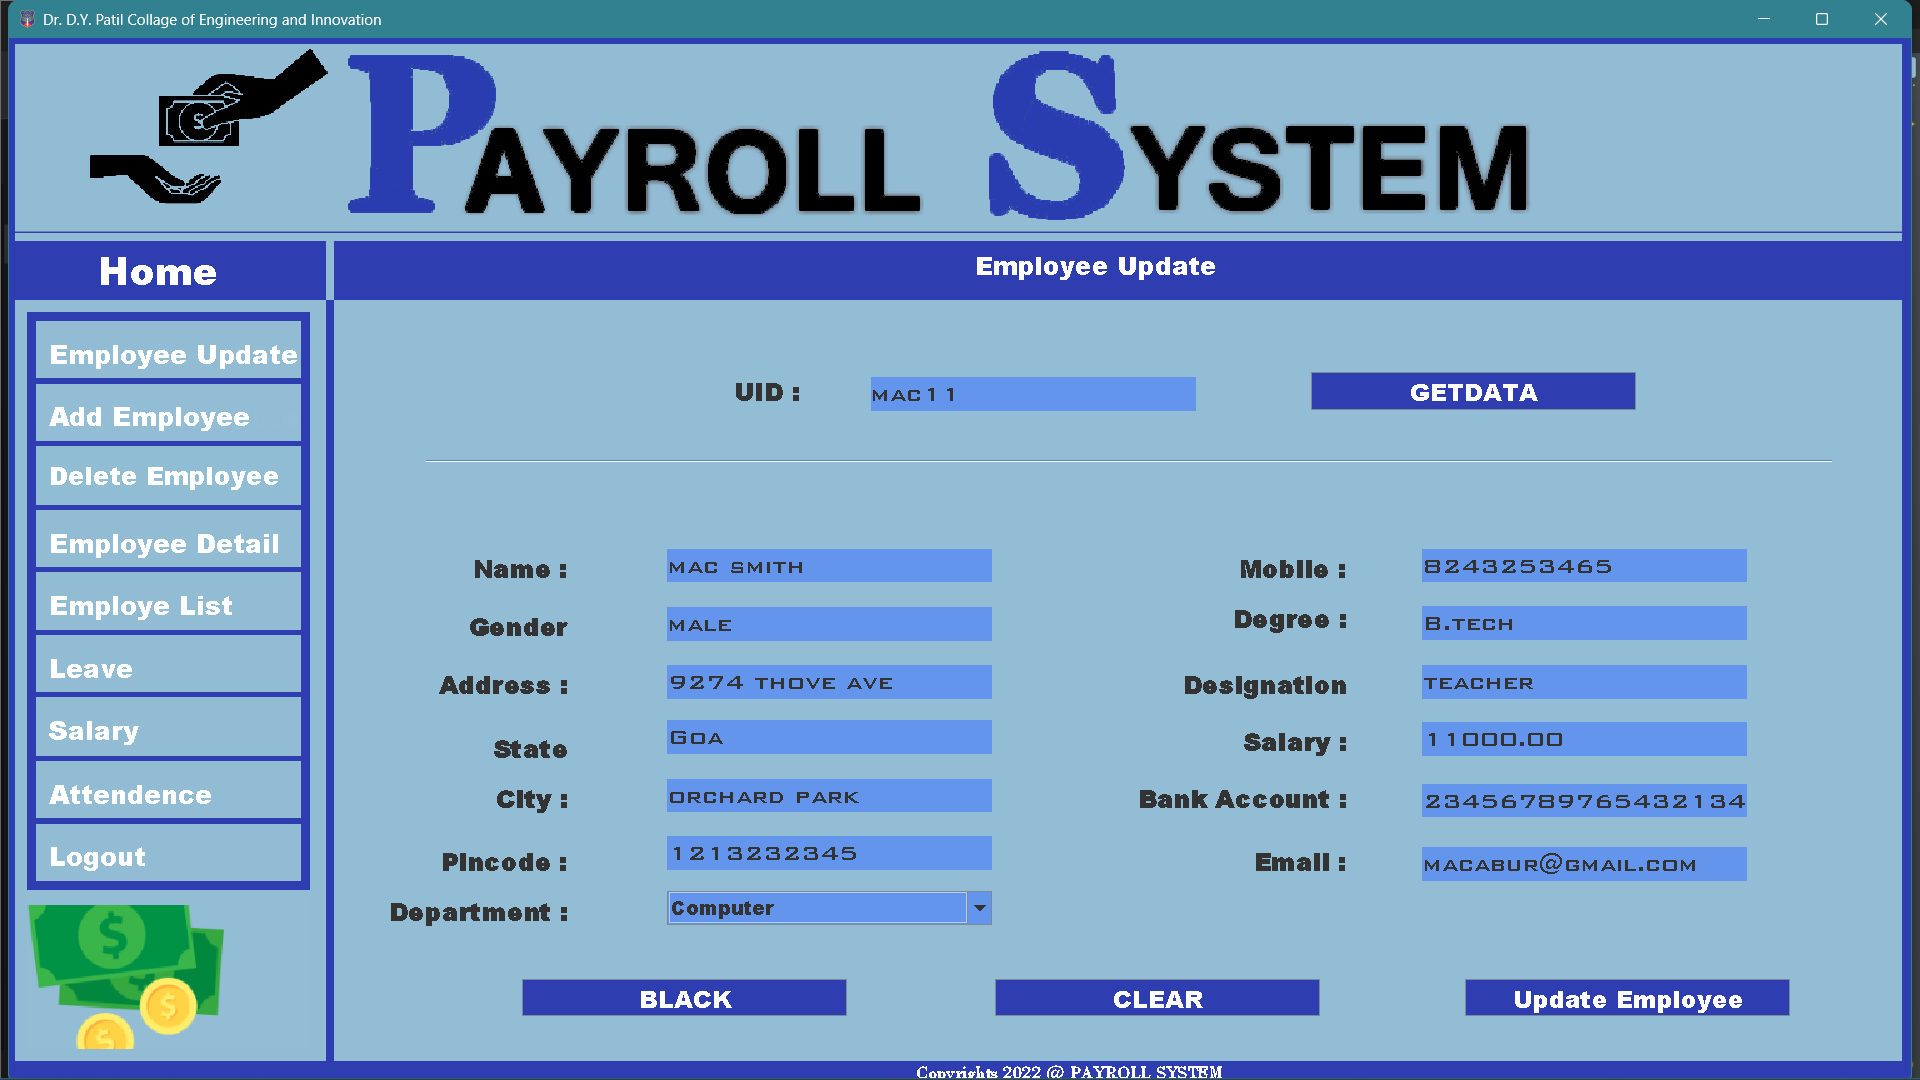 Dr. D.Y. Patil Collage of Engineering and Innovation
PAYROLL SYSTEM
Home
Employee Update
Employee Update
Add Employee
Delete Employee
Employee Detail
Employe List
Leave
Salary
Attendence
Logout
UID :
MAC11
GETDATA
Name :
MAC SMITH
Mobile :
8243253465
Gender
MALE
Degree :
B.TECH
Address :
9274 THOVE AVE
Designation
TEACHER
State
GOA
Salary :
11000.00
City :
ORCHARD PARK
Bank Account :
23456789765432134
Pincode :
1213232345
Email :
MACABUR@GMAIL.COM
Department :
Computer
BLACK
CLEAR
Update Employee
Copyrights 2022 @ PAYROLL SYSTEM